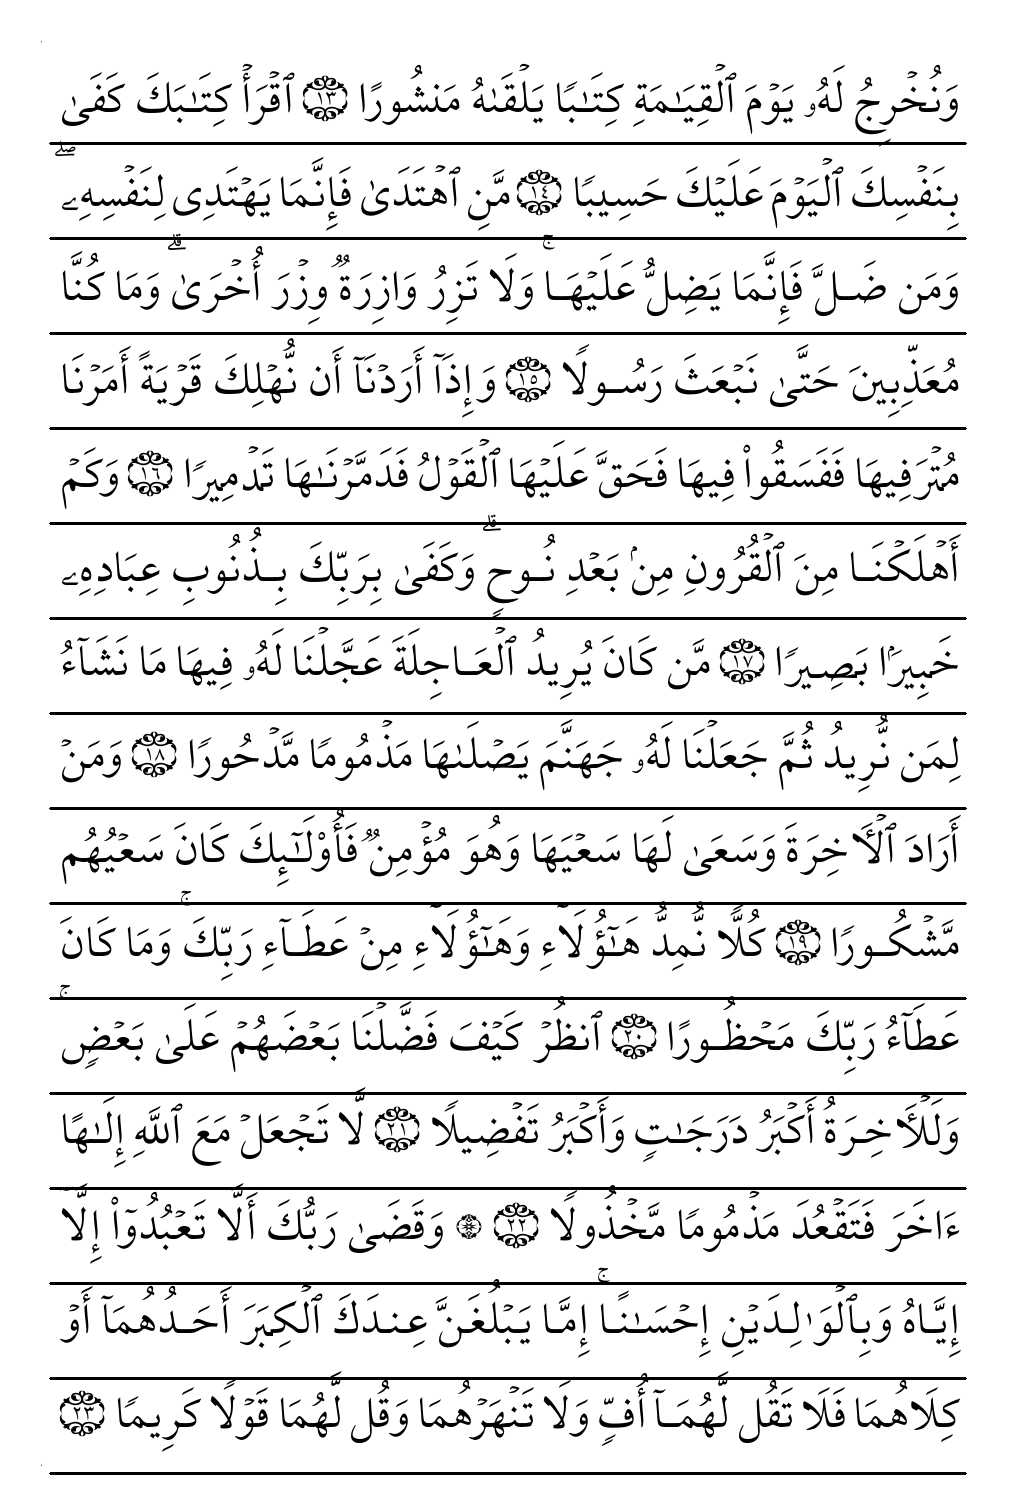 وَنُخۡرِجُ لَهُۥ يَوۡمَ ٱلۡقِيَٰمَةِ كِتَٰبٗا يَلۡقَىٰهُ مَنشُورًا ١٣ ٱقۡرَأۡ كِتَٰبَكَ كَفَىٰ
بِنَفۡسِكَ ٱلۡيَوۡمَ عَلَيۡكَ حَسِيبٗا ١٤ مَّنِ ٱهۡتَدَىٰ فَإِنَّمَا يَهۡتَدِي لِنَفۡسِهِۦۖ
وَمَن ضَلَّ فَإِنَّمَا يَضِلُّ عَلَيۡهَاۚ وَلَا تَزِرُ وَازِرَةٞ وِزۡرَ أُخۡرَىٰۗ وَمَا كُنَّا
مُعَذِّبِينَ حَتَّىٰ نَبۡعَثَ رَسُولٗا ١٥ وَإِذَآ أَرَدۡنَآ أَن نُّهۡلِكَ قَرۡيَةً أَمَرۡنَا
مُتۡرَفِيهَا فَفَسَقُواْ فِيهَا فَحَقَّ عَلَيۡهَا ٱلۡقَوۡلُ فَدَمَّرۡنَٰهَا تَدۡمِيرٗا ١٦ وَكَمۡ
أَهۡلَكۡنَا مِنَ ٱلۡقُرُونِ مِنۢ بَعۡدِ نُوحٖۗ وَكَفَىٰ بِرَبِّكَ بِذُنُوبِ عِبَادِهِۦ
خَبِيرَۢا بَصِيرٗا ١٧ مَّن كَانَ يُرِيدُ ٱلۡعَاجِلَةَ عَجَّلۡنَا لَهُۥ فِيهَا مَا نَشَآءُ
لِمَن نُّرِيدُ ثُمَّ جَعَلۡنَا لَهُۥ جَهَنَّمَ يَصۡلَىٰهَا مَذۡمُومٗا مَّدۡحُورٗا ١٨ وَمَنۡ
أَرَادَ ٱلۡأٓخِرَةَ وَسَعَىٰ لَهَا سَعۡيَهَا وَهُوَ مُؤۡمِنٞ فَأُوْلَٰٓئِكَ كَانَ سَعۡيُهُم
مَّشۡكُورٗا ١٩ كُلّٗا نُّمِدُّ هَٰٓؤُلَآءِ وَهَٰٓؤُلَآءِ مِنۡ عَطَآءِ رَبِّكَۚ وَمَا كَانَ
عَطَآءُ رَبِّكَ مَحۡظُورًا ٢٠ ٱنظُرۡ كَيۡفَ فَضَّلۡنَا بَعۡضَهُمۡ عَلَىٰ بَعۡضٖۚ
وَلَلۡأٓخِرَةُ أَكۡبَرُ دَرَجَٰتٖ وَأَكۡبَرُ تَفۡضِيلٗا ٢١ لَّا تَجۡعَلۡ مَعَ ٱللَّهِ إِلَٰهًا
ءَاخَرَ فَتَقۡعُدَ مَذۡمُومٗا مَّخۡذُولٗا ٢٢ ۞ وَقَضَىٰ رَبُّكَ أَلَّا تَعۡبُدُوٓاْ إِلَّآ
إِيَّاهُ وَبِٱلۡوَٰلِدَيۡنِ إِحۡسَٰنًاۚ إِمَّا يَبۡلُغَنَّ عِندَكَ ٱلۡكِبَرَ أَحَدُهُمَآ أَوۡ
كِلَاهُمَا فَلَا تَقُل لَّهُمَآ أُفّٖ وَلَا تَنۡهَرۡهُمَا وَقُل لَّهُمَا قَوۡلٗا كَرِيمٗا ٢٣